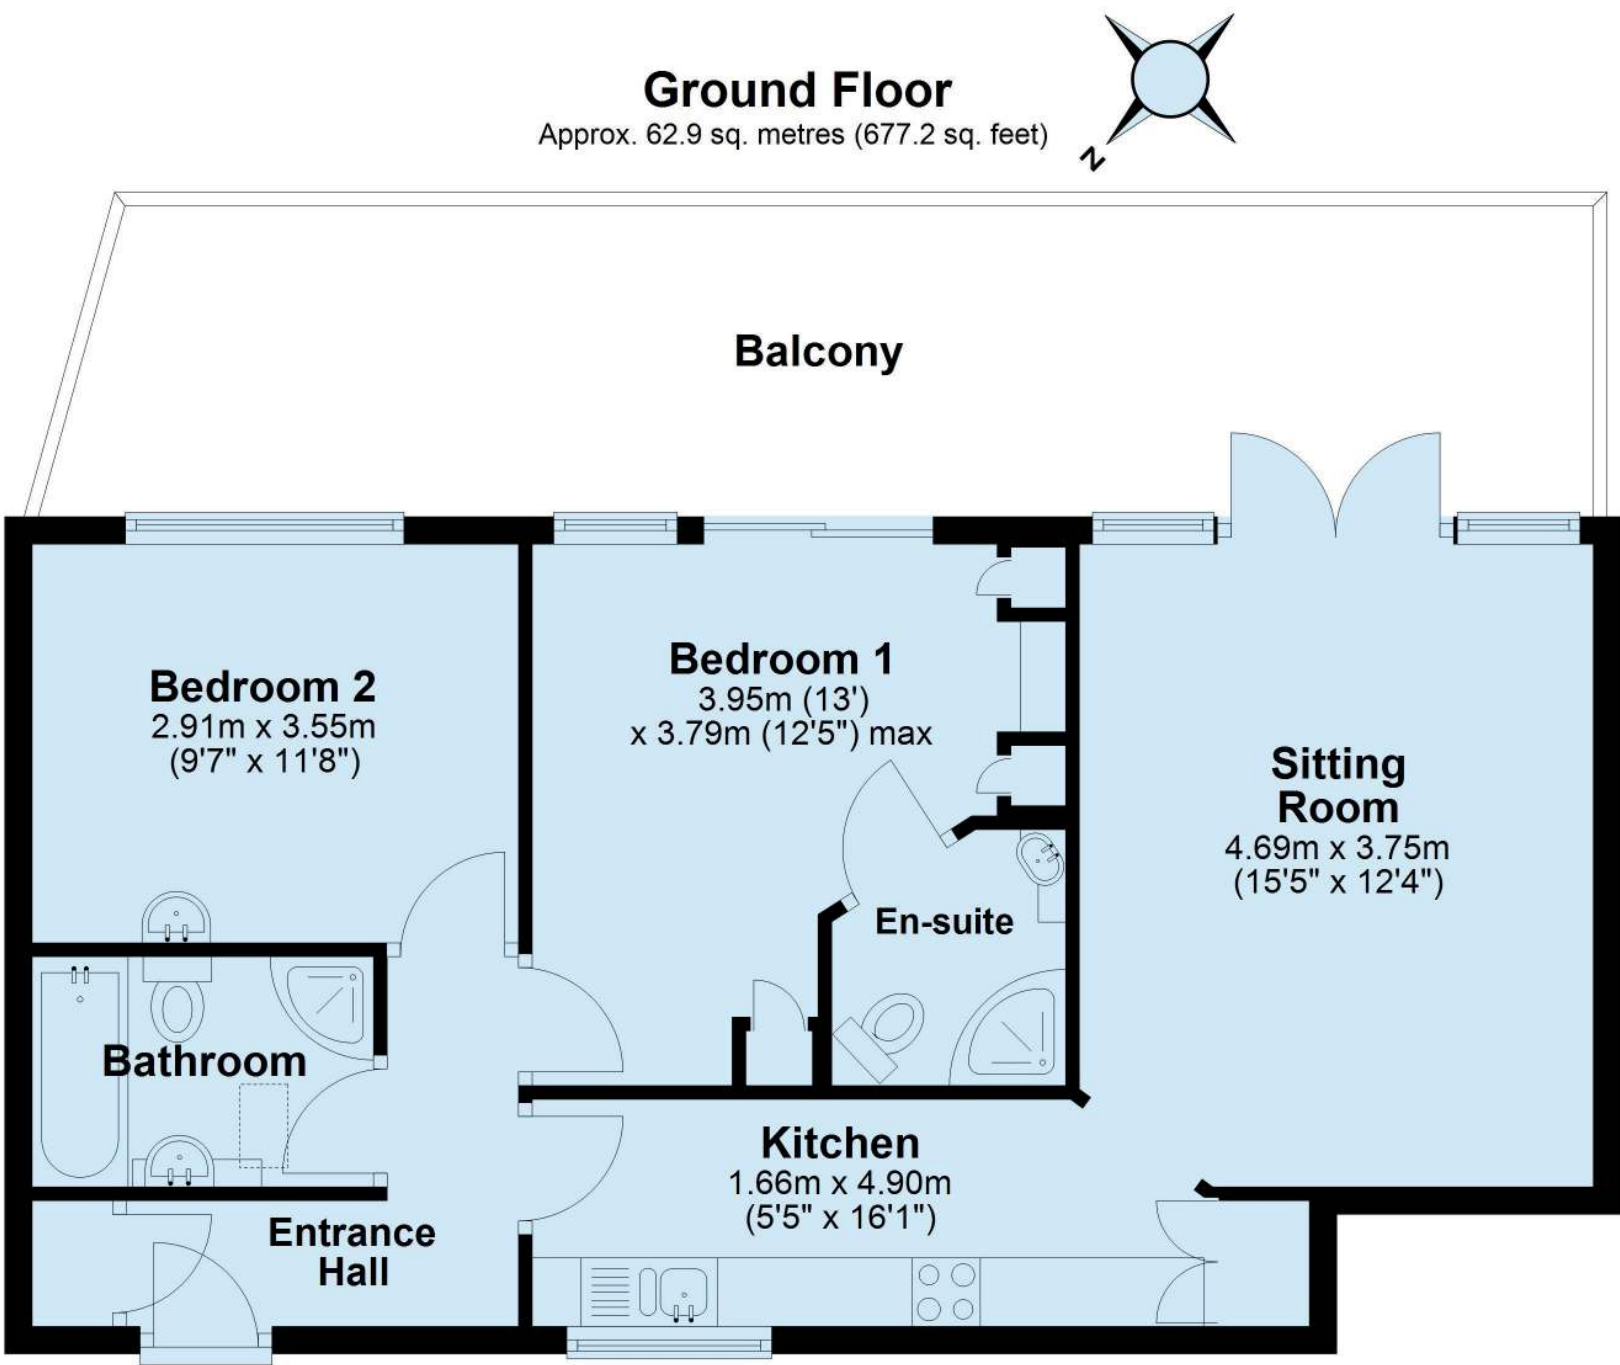 Ground Floor
Approx. 62.9 sq. metres (677.2 sq. feet)
N
Balcony
Bedroom 2
2.91m x 3.55m
(9'7" x 11'8")
Bedroom 1
3.95m (13')
x 3.79m (12'5") max
Sitting
Room
4.69m x 3.75m
(15'5" x 12'4")
En-suite
Bathroom
Kitchen
1.66m x 4.90m
(5'5" x 16'1")
Entrance
Hall